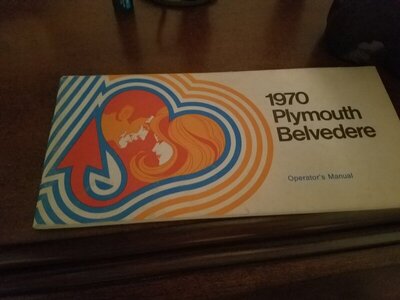 1970
Plymouth
Belvedere
Operator's Manual